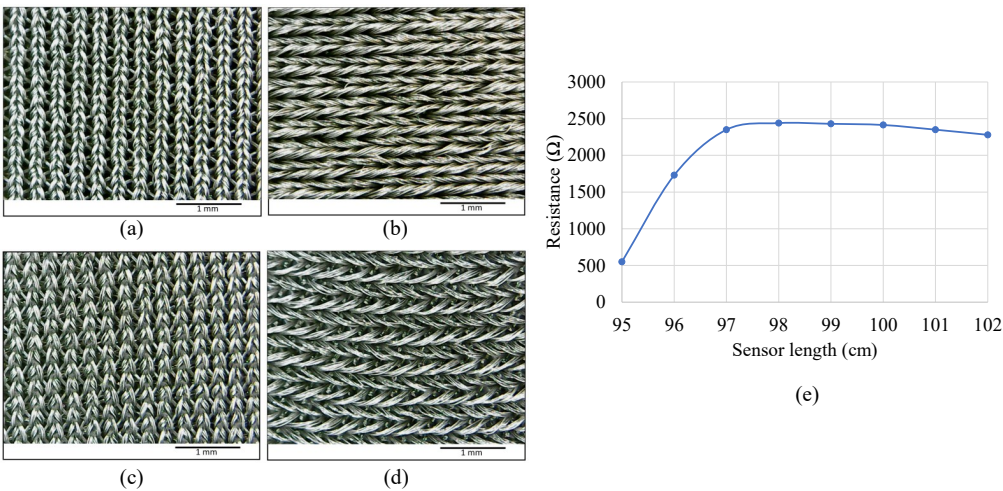 1 mm
1 mm
(a)
(b)
1 mm
1 mm
(c)
(d)
3000
2500
2000
1500
1000
500
0
Resistance (Ω)
95 96 97 98 99 100 101 102
Sensor length (cm)
(e)